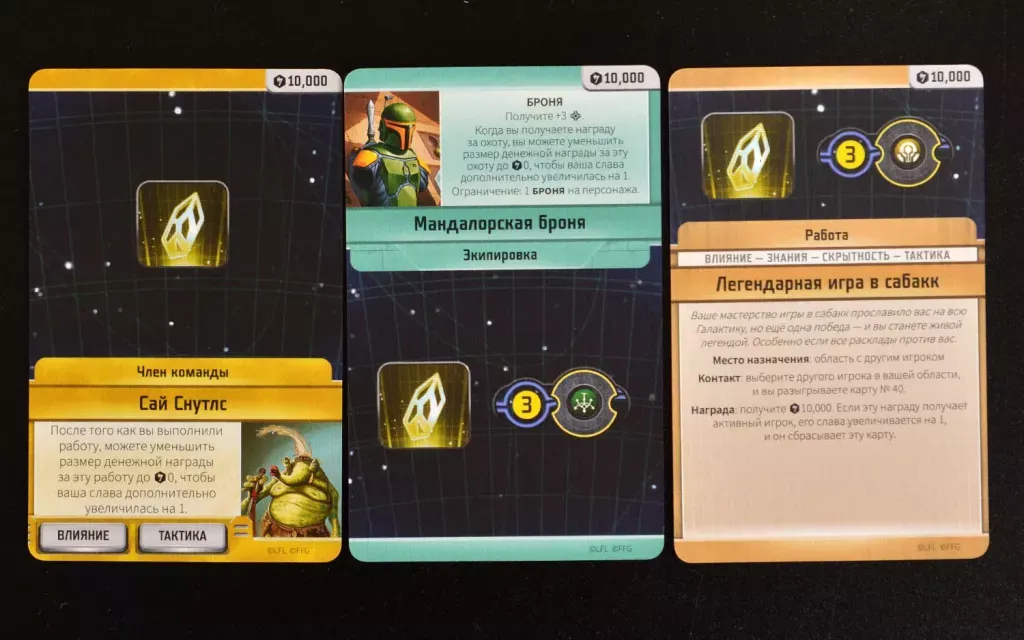 10,000
Член команды
Сай Снутлс
После того как вы выполнили
работу, можете уменьшить
размер денежной награды
за эту работу до 0, чтобы
ваша слава дополнительно
увеличилась на 1.
ВЛИЯНИЕ
ТАКТИКА
©LFL ©FFG
10,000
БРОНЯ
Получите +3
Когда вы получаете награду
за охоту, вы можете уменьшить
размер денежной награды за эту
охоту до 0, чтобы ваша слава
дополнительно увеличилась на 1.
Ограничение: 1 БРОНЯ на персонажа.
Мандалорская броня
Экипировка
3
©LFL ©FFG
10,000
3
Работа
ВЛИЯНИЕ — ЗНАНИЯ — СКРЫТНОСТЬ — ТАКТИКА
Легендарная игра в сабакк
Ваше мастерство игры в сабакк прославило вас на всю
Галактику, но ещё одна победа — и вы станете живой
легендой. Особенно если все расклады против вас.
Место назначения: область с другим игроком
Контакт: выберите другого игрока в вашей области,
и вы разыгрываете карту № 40.
Награда: получите 10,000. Если эту награду получает
активный игрок, его слава увеличивается на 1,
и он сбрасывает эту карту.
©LFL ©FFG